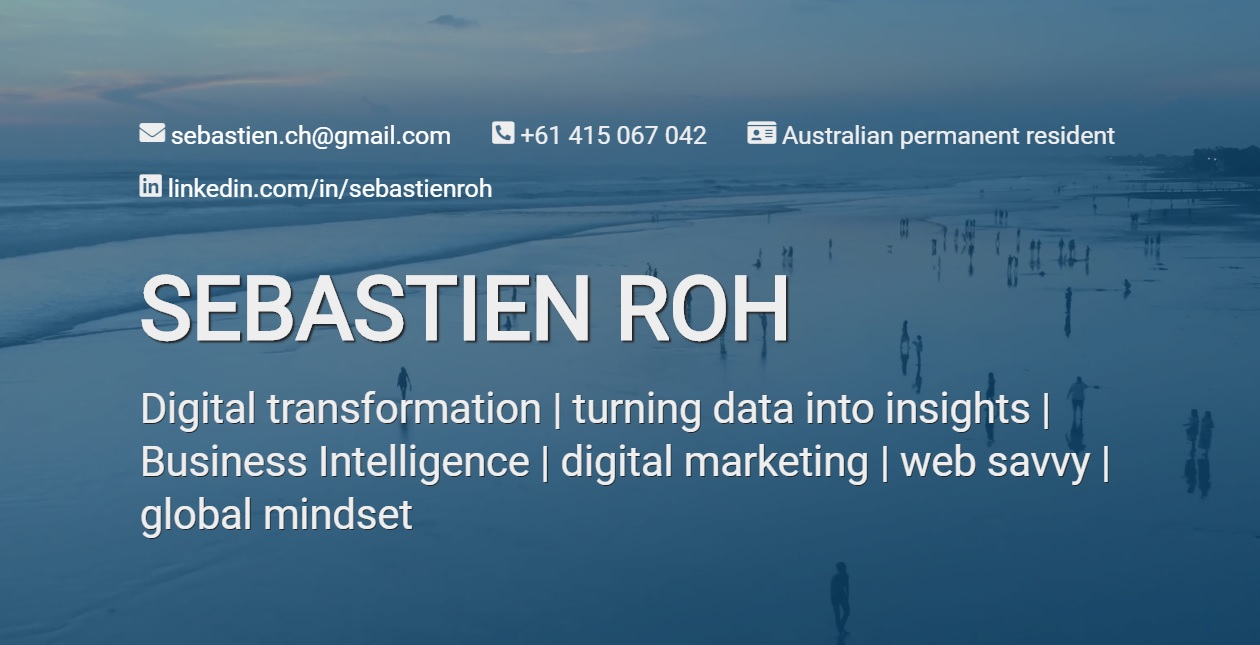 sebastien.ch@gmail.com +61 415 067 042 Australian permanent resident
linkedin.com/in/sebastienroh
SEBASTIEN ROH
Digital transformation | turning data into insights |
Business Intelligence | digital marketing | web savvy |
global mindset